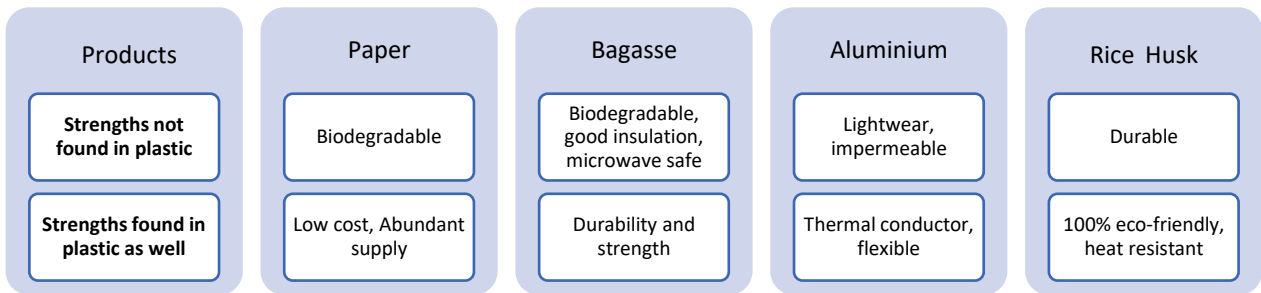 Products
Strengths not
found in plastic
Strengths found in
plastic as well
Paper
Biodegradable
Low cost, Abundant
supply
Bagasse
Biodegradable,
good insulation,
microwave safe
Durability and
strength
Aluminium
Lightwear,
impermeable
Thermal conductor,
flexible
Rice Husk
Durable
100% eco-friendly,
heat resistant